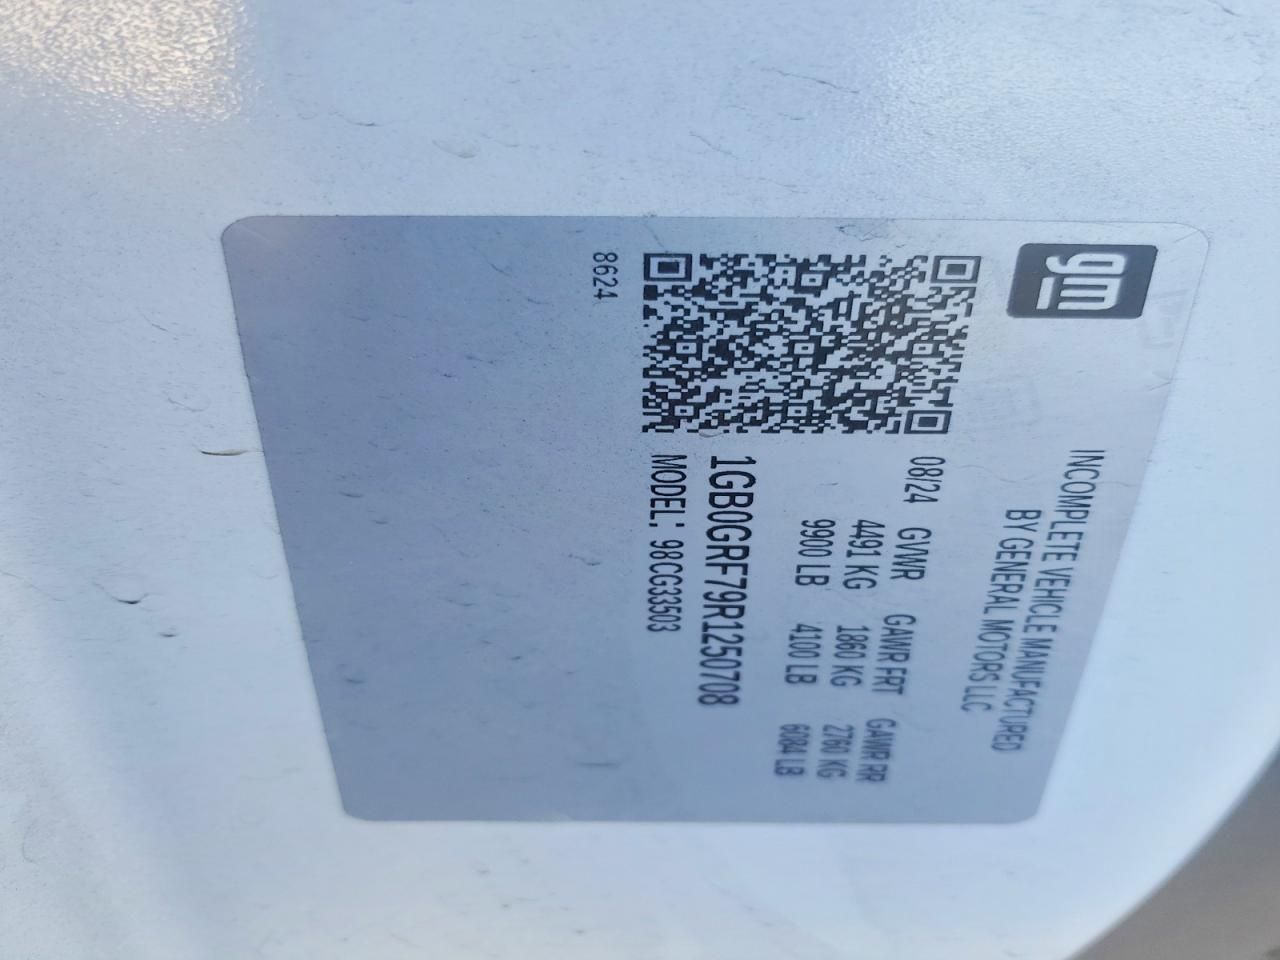 gm
INCOMPLETE VEHICLE MANUFACTURED
BY GENERAL MOTORS LLC
08/24 GVWR GAWR FRT GAWR RR
4491 KG 1860 KG 2760 KG
9900 LB 4100 LB 6084 LB
1GB0GRF79R1250708
MODEL: 98CG33503
8624